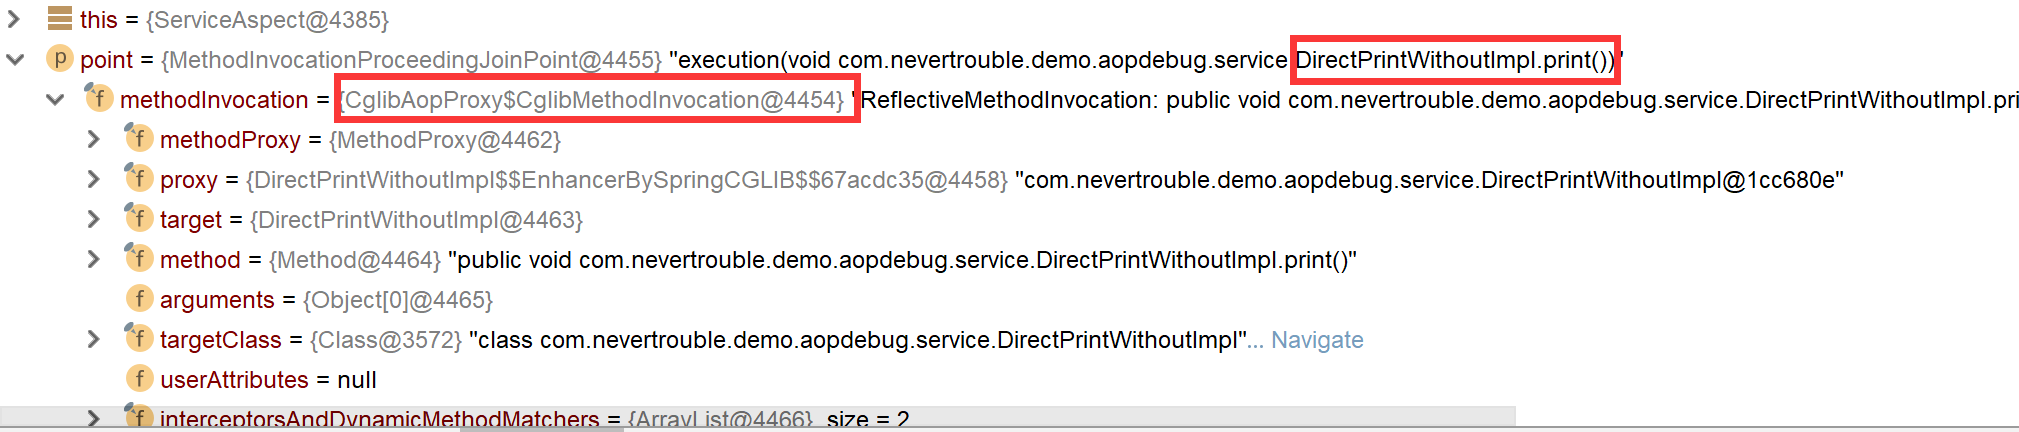 this = {ServiceAspect@4385}
p point = {MethodInvocationProceedingJoinPoint@4455} "execution(void com.nevertrouble.demo.aopdebug.service.DirectPrintWithoutImpl.print())"
f methodInvocation = {CglibAopProxy$CglibMethodInvocation@4454} "ReflectiveMethodInvocation: public void com.nevertrouble.demo.aopdebug.service.DirectPrintWithoutImpl.pri
f methodProxy = {MethodProxy@4462}
f proxy = {DirectPrintWithoutImpl$$EnhancerBySpringCGLIB$$67acdc35@4458} "com.nevertrouble.demo.aopdebug.service.DirectPrintWithoutImpl@1cc680e"
f target = {DirectPrintWithoutImpl@4463}
f method = {Method@4464} "public void com.nevertrouble.demo.aopdebug.service.DirectPrintWithoutImpl.print()"
f arguments = {Object[0]@4465}
f targetClass = {Class@3572} "class com.nevertrouble.demo.aopdebug.service.DirectPrintWithoutImpl"... Navigate
f userAttributes = null
f interceptorsAndDynamicMethodMatchers = {ArrayList@4466} size = 2